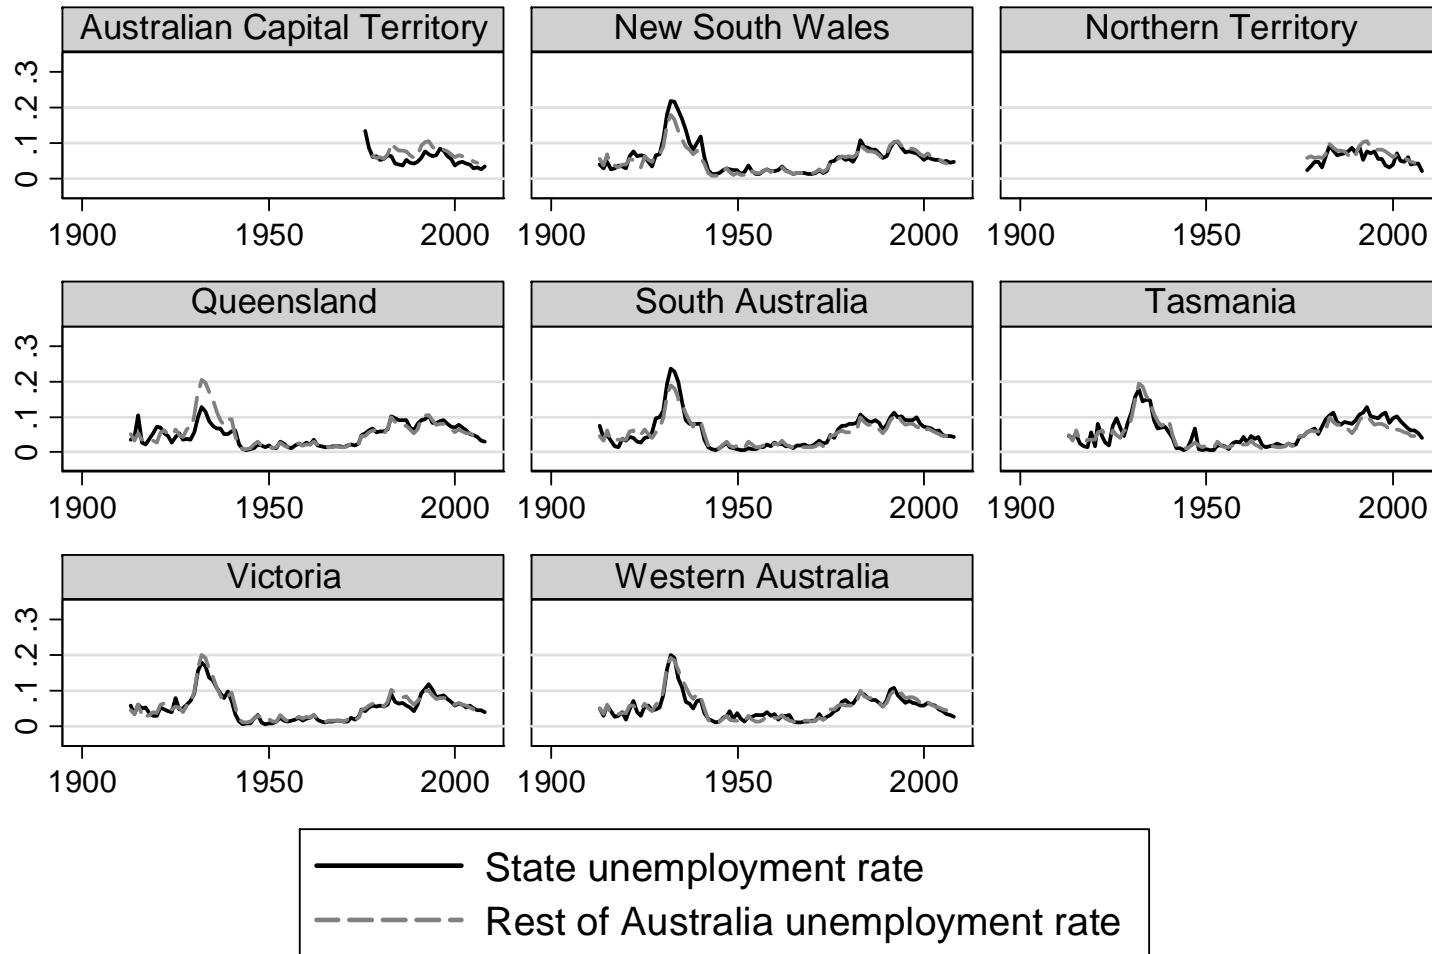 Australian Capital Territory
New South Wales
Northern Territory
0 .1 .2 .3
1900 1950 2000
1900 1950 2000
1900 1950 2000
Queensland
South Australia
Tasmania
0 .1 .2 .3
1900 1950 2000
1900 1950 2000
1900 1950 2000
Victoria
Western Australia
0 .1 .2 .3
1900 1950 2000
1900 1950 2000
State unemployment rate
Rest of Australia unemployment rate